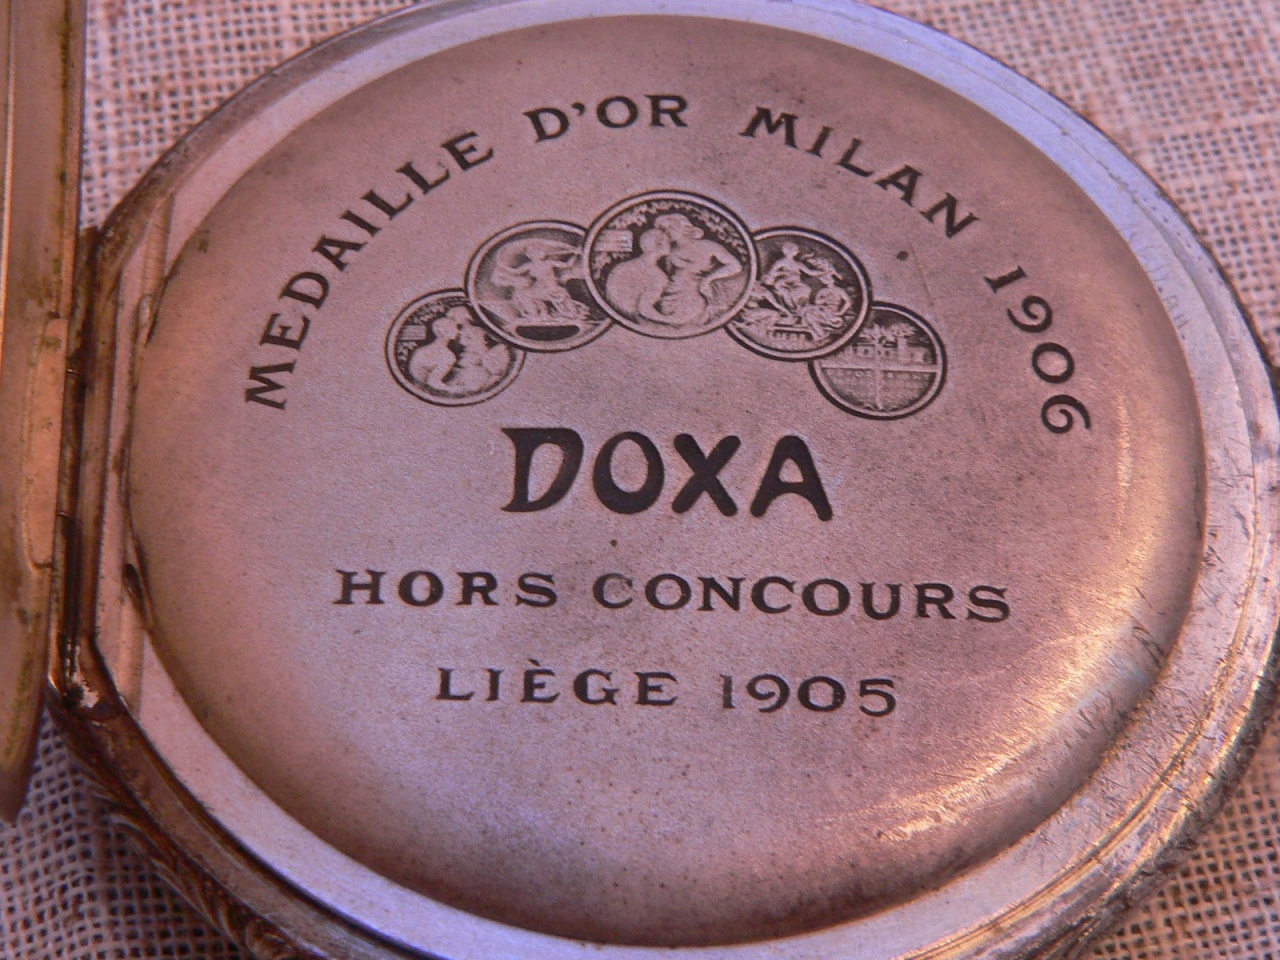 MEDAILLE D'OR MILAN 1906
DOXA
HORS CONCOURS
LIÈGE 1905